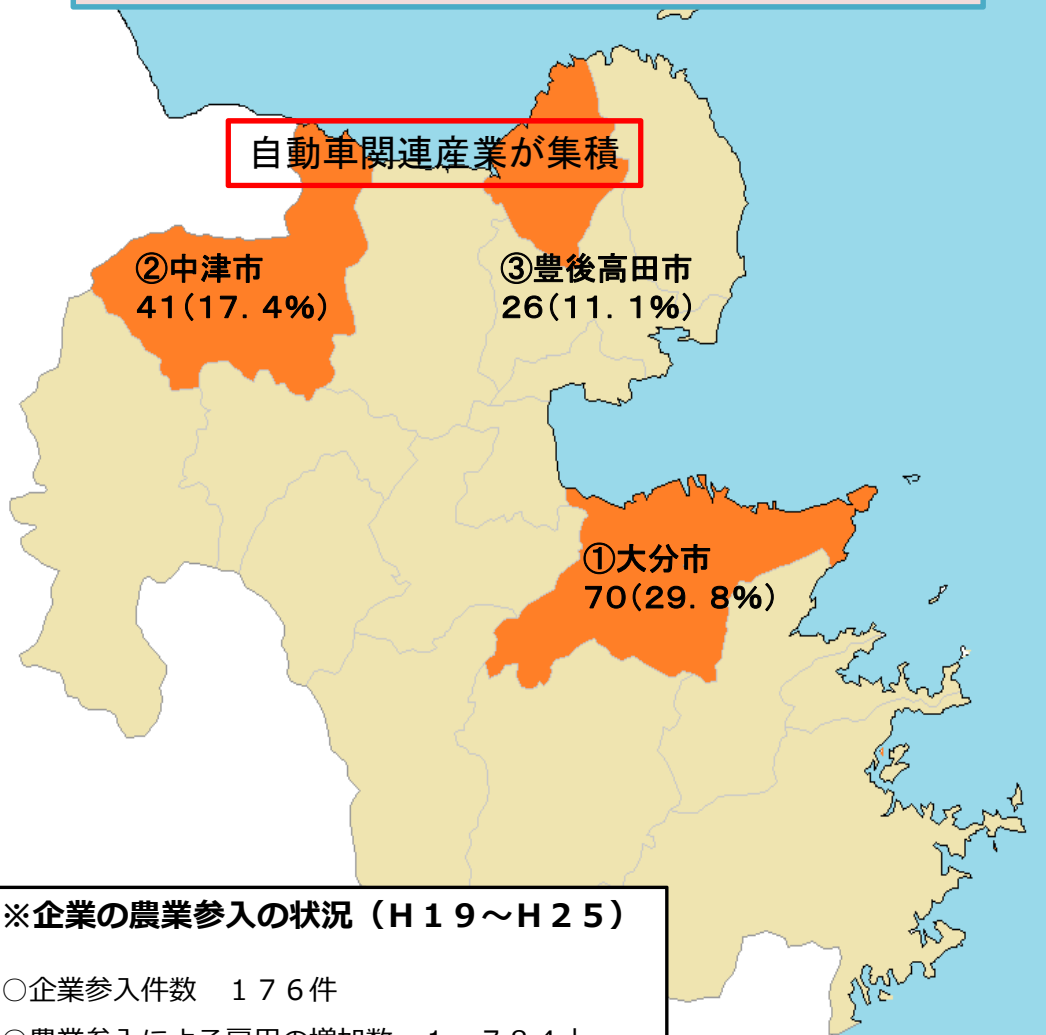 自動車関連産業が集積
②中津市
41(17.4%)
③豊後高田市
26(11.1%)
①大分市
70(29.8%)
※企業の農業参入の状況(H19~H25)
○企業参入件数 176件